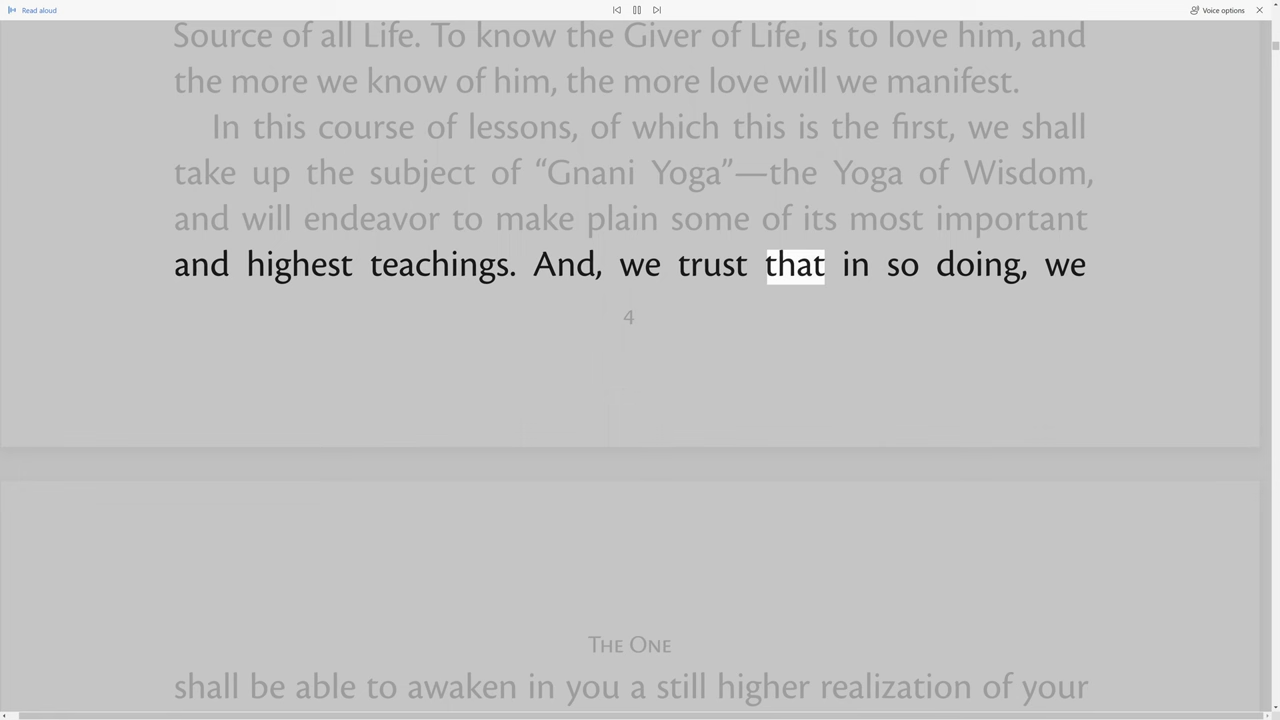 Read aloud
Voice options
Source of all Life. To know the Giver of Life, is to love him, and
the more we know of him, the more love will we manifest.
In this course of lessons, of which this is the first, we shall
take up the subject of “Gnani Yoga”—the Yoga of Wisdom,
and will endeavor to make plain some of its most important
and highest teachings. And, we trust that in so doing, we
4
The One
shall be able to awaken in you a still higher realization of your